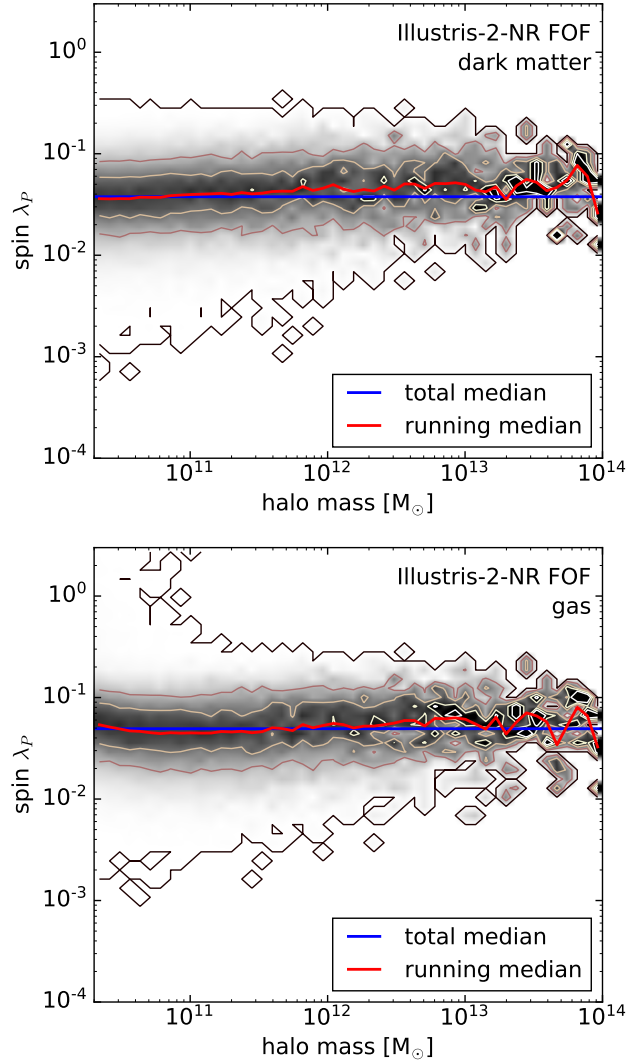 Illustris-2-NR FOF
dark matter
10^0
10^-1
10^-2
10^-3
10^-4
spin λ_P
total median
running median
10^11 10^12 10^13 10^14
halo mass [M_⊙]
Illustris-2-NR FOF
gas
10^0
10^-1
10^-2
10^-3
10^-4
spin λ_P
total median
running median
10^11 10^12 10^13 10^14
halo mass [M_⊙]